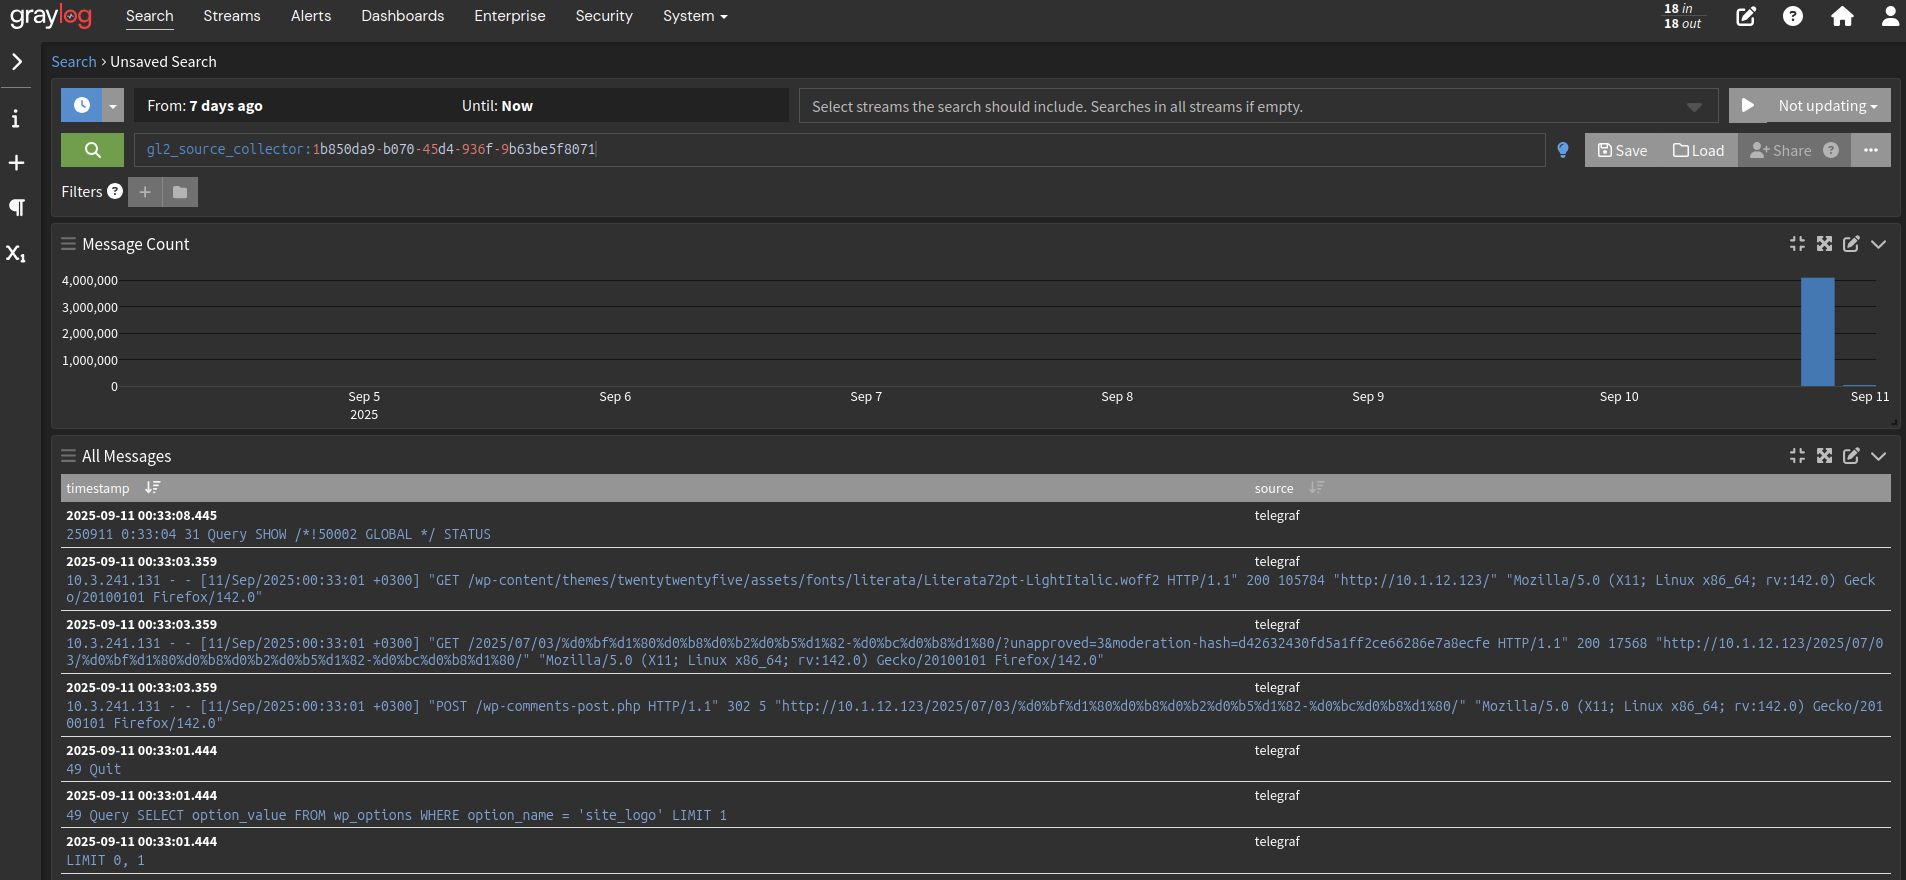 graylog Search Streams Alerts Dashboards Enterprise Security System 18 in
18 out
Search > Unsaved Search
From: 7 days ago Until: Now Select streams the search should include. Searches in all streams if empty. Not updating
gl2_source_collector:1b850da9-b070-45d4-936f-9b63be5f8071 Save Load Share ? ...
Filters ? +
Message Count
4,000,000
3,000,000
2,000,000
1,000,000
0
Sep 5 Sep 6 Sep 7 Sep 8 Sep 9 Sep 10 Sep 11
2025
All Messages
timestamp source
2025-09-11 00:33:08.445 telegraf
250911 0:33:04 31 Query SHOW /*!50002 GLOBAL */ STATUS
2025-09-11 00:33:03.359 telegraf
10.3.241.131 - - [11/Sep/2025:00:33:01 +0300] "GET /wp-content/themes/twentytwentyfive/assets/fonts/literata/Literata72pt-LightItalic.woff2 HTTP/1.1" 200 105784 "http://10.1.12.123/" "Mozilla/5.0 (X11; Linux x86_64; rv:142.0) Geck
o/20100101 Firefox/142.0"
2025-09-11 00:33:03.359 telegraf
10.3.241.131 - - [11/Sep/2025:00:33:01 +0300] "GET /2025/07/03/%d0%bf%d1%80%d0%b8%d0%b2%d0%b5%d1%82-%d0%bc%d0%b8%d1%80/?unapproved=3&moderation-hash=d42632430fd5a1ff2ce66286e7a8ecfe HTTP/1.1" 200 17568 "http://10.1.12.123/2025/07/0
3/%d0%bf%d1%80%d0%b8%d0%b2%d0%b5%d1%82-%d0%bc%d0%b8%d1%80/" "Mozilla/5.0 (X11; Linux x86_64; rv:142.0) Gecko/20100101 Firefox/142.0"
2025-09-11 00:33:03.359 telegraf
10.3.241.131 - - [11/Sep/2025:00:33:01 +0300] "POST /wp-comments-post.php HTTP/1.1" 302 5 "http://10.1.12.123/2025/07/03/%d0%bf%d1%80%d0%b8%d0%b2%d0%b5%d1%82-%d0%bc%d0%b8%d1%80/" "Mozilla/5.0 (X11; Linux x86_64; rv:142.0) Gecko/201
00101 Firefox/142.0"
2025-09-11 00:33:01.444 telegraf
49 Quit
2025-09-11 00:33:01.444 telegraf
49 Query SELECT option_value FROM wp_options WHERE option_name = 'site_logo' LIMIT 1
2025-09-11 00:33:01.444 telegraf
LIMIT 0, 1